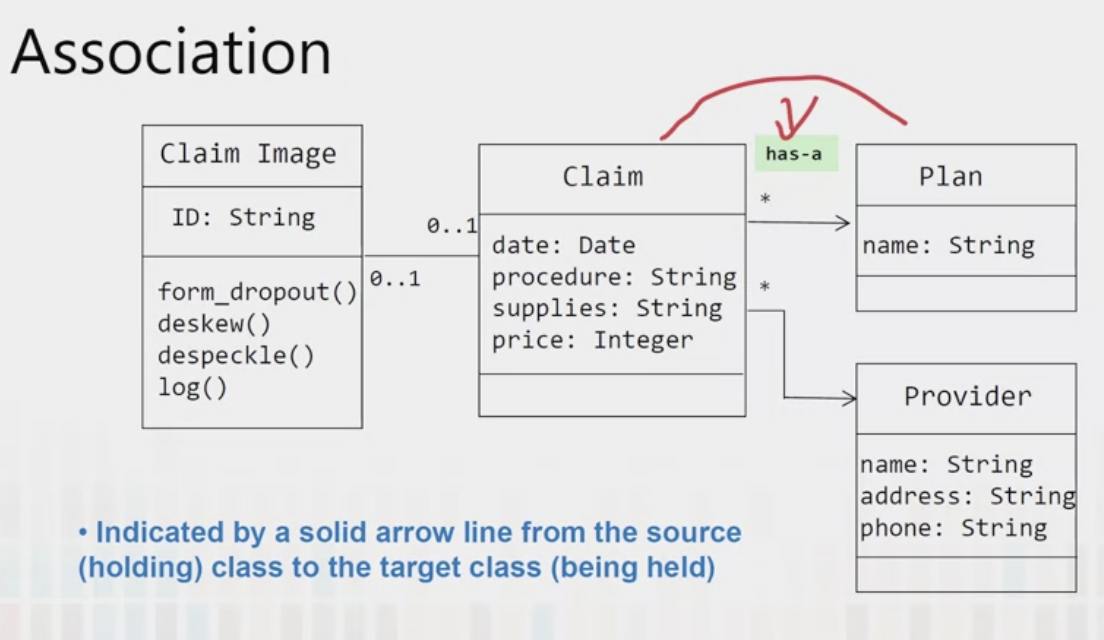 Association
Claim Image
ID: String
form_dropout()
deskew()
despeckle()
log()
0..1
0..1
Claim
date: Date
procedure: String
supplies: String
price: Integer
has-a
*
*
Plan
name: String
Provider
name: String
address: String
phone: String
• Indicated by a solid arrow line from the source
(holding) class to the target class (being held)